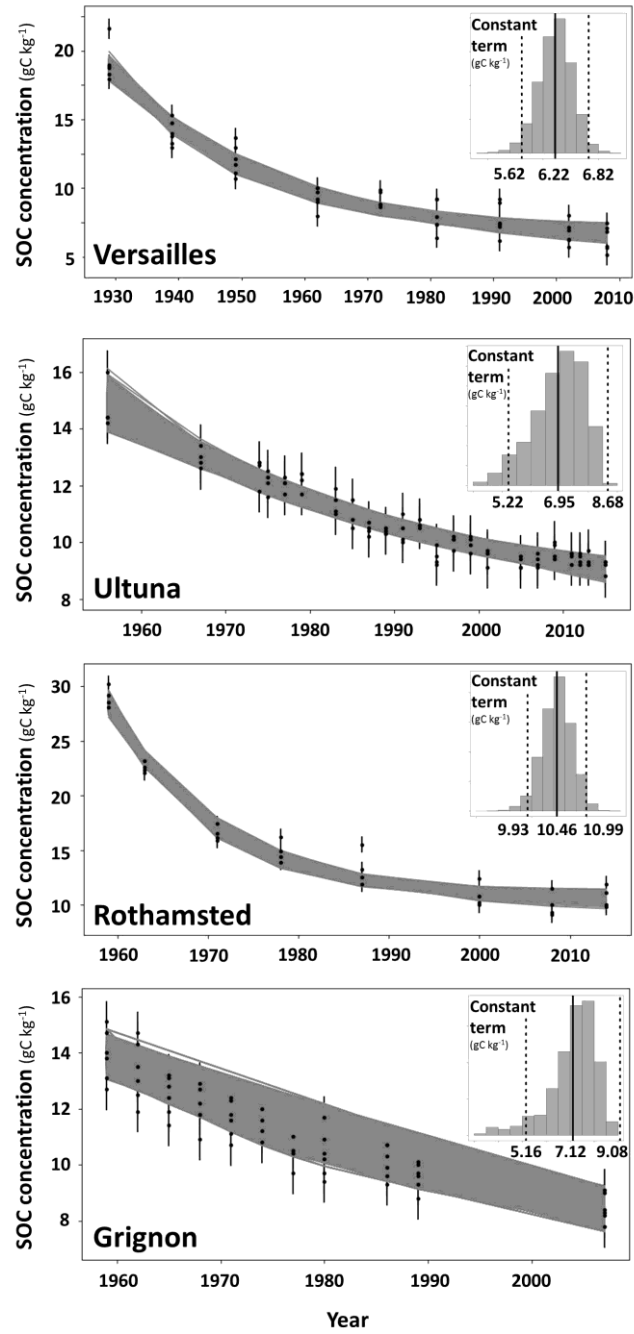 SOC concentration (gC kg-1)
20
15
10
5
Versailles
Constant
term
(gC kg-1)
5.62 6.22 6.82
1930 1940 1950 1960 1970 1980 1990 2000 2010
SOC concentration (gC kg-1)
16
14
12
10
8
Ultuna
Constant
term
(gC kg-1)
5.22 6.95 8.68
1960 1970 1980 1990 2000 2010
SOC concentration (gC kg-1)
30
25
20
15
10
Rothamsted
Constant
term
(gC kg-1)
9.93 10.46 10.99
1960 1970 1980 1990 2000 2010
SOC concentration (gC kg-1)
16
14
12
10
8
Grignon
Constant
term
(gC kg-1)
5.16 7.12 9.08
1960 1970 1980 1990 2000
Year